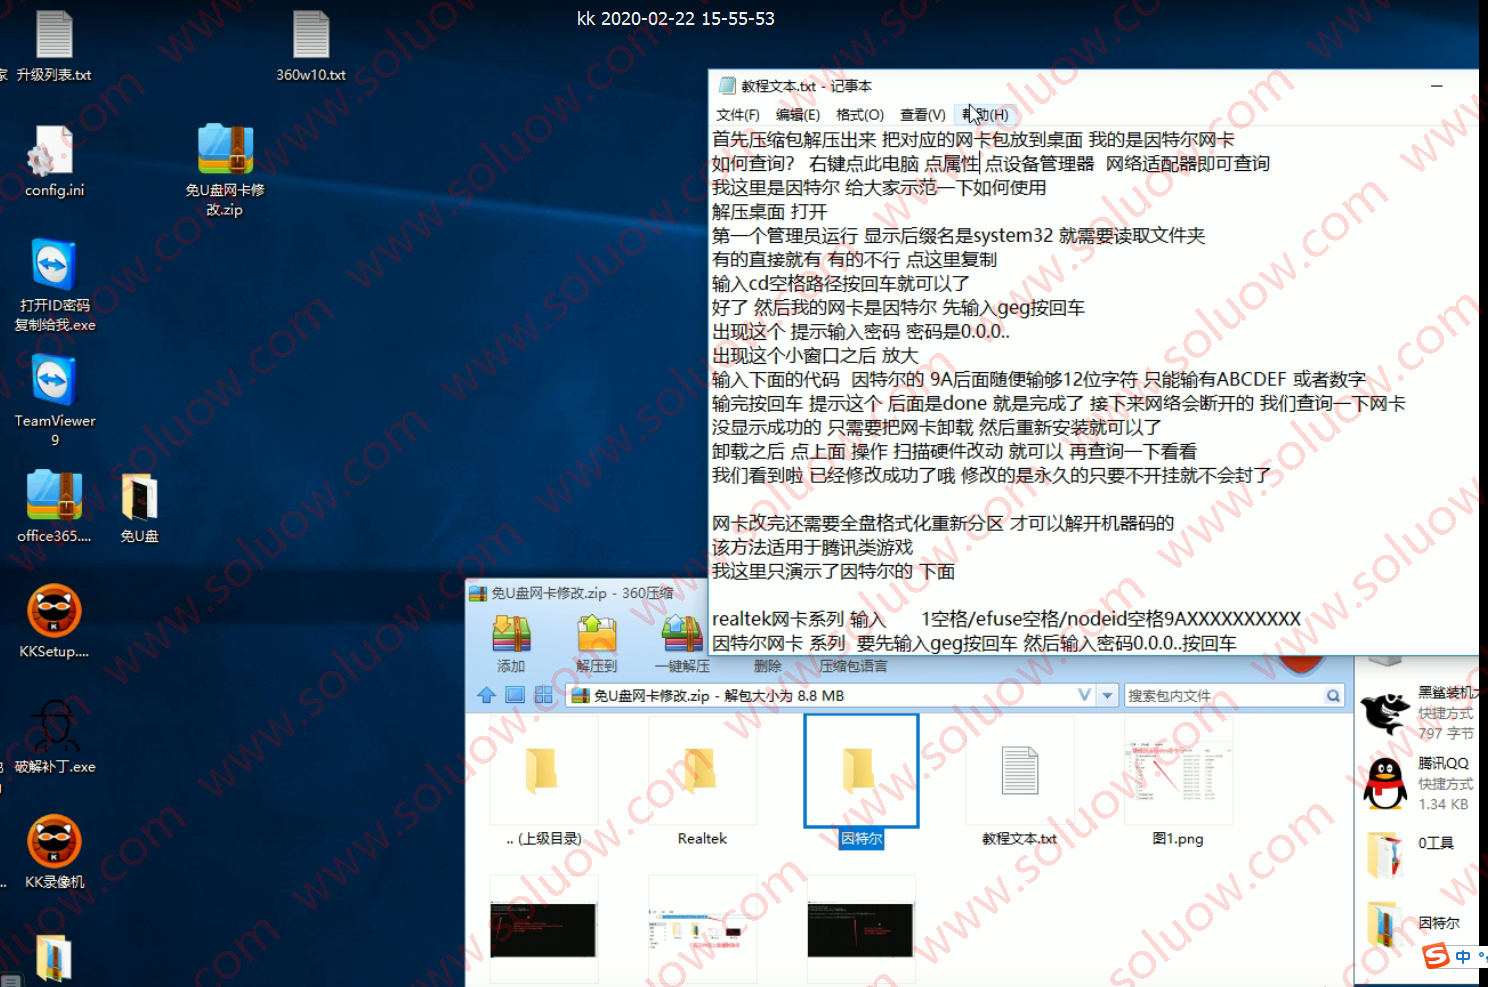 kk 2020-02-22 15-55-53
家
升级列表.txt
360w10.txt
config.ini
免U盘网卡修
改.zip
打开ID密码
复制给我.exe
TeamViewer
9
office365....
免U盘
KKSetup....
破解补丁.exe
KK录像机
教程文本.txt - 记事本
文件(F) 编辑(E) 格式(O) 查看(V) 帮助(H)
首先压缩包解压出来 把对应的网卡包放到桌面 我的是因特尔网卡
如何查询? 右键点此电脑 点属性 点设备管理器 网络适配器即可查询
我这里是因特尔 给大家示范一下如何使用
解压桌面 打开
第一个管理员运行 显示后缀名是system32 就需要读取文件夹
有的直接就有 有的不行 点这里复制
输入cd空格路径按回车就可以了
好了 然后我的网卡是因特尔 先输入geg按回车
出现这个 提示输入密码 密码是0.0.0..
出现这个小窗口之后 放大
输入下面的代码 因特尔的 9A后面随便输够12位字符 只能输有ABCDEF 或者数字
输完按回车 提示这个 后面是done 就是完成了 接下来网络会断开的 我们查询一下网卡
没显示成功的 只需要把网卡卸载 然后重新安装就可以了
卸载之后 点上面 操作 扫描硬件改动 就可以 再查询一下看看
我们看到啦 已经修改成功了哦 修改的是永久的只要不开挂就不会封了
网卡改完还需要全盘格式化重新分区 才可以解开机器码的
该方法适用于腾讯类游戏
我这里只演示了因特尔的 下面
realtek网卡系列 输入 1空格/efuse空格/nodeid空格9AXXXXXXXXXX
因特尔网卡 系列 要先输入geg按回车 然后输入密码0.0.0..按回车
免U盘网卡修改.zip - 360压缩
添加 解压到 一键解压 删除 压缩包语言
免U盘网卡修改.zip - 解包大小为 8.8 MB
搜索包内文件
.. (上级目录)
Realtek
因特尔
教程文本.txt
图1.png
黑鲨装机大
快捷方式
797 字节
腾讯QQ
快捷方式
1.34 KB
0工具
因特尔
中
www.soluow.com